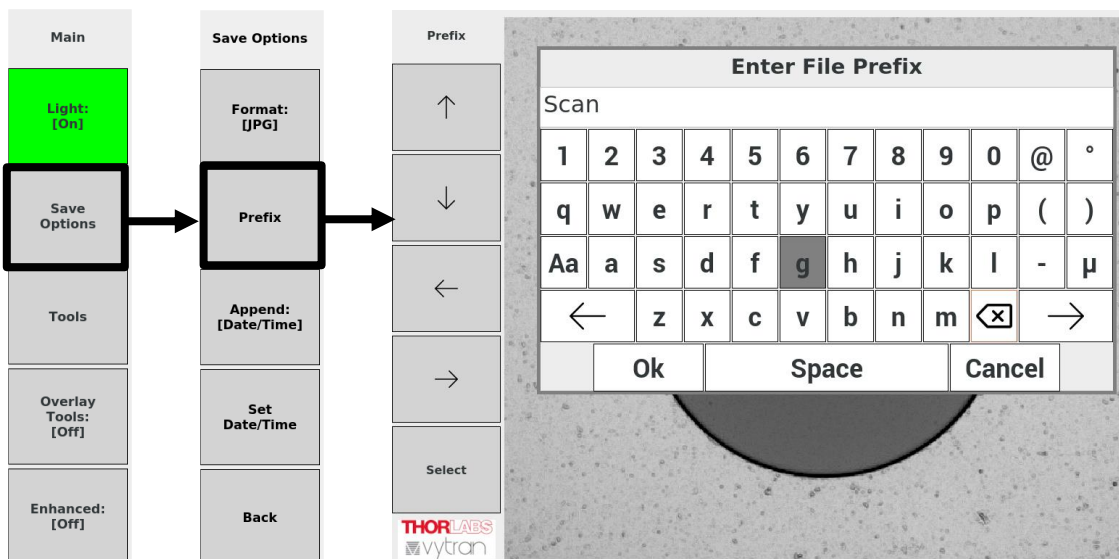 Main
Light:
[On]
Save
Options
Tools
Overlay
Tools:
[Off]
Enhanced:
[Off]
Save Options
Format:
[JPG]
Prefix
Append:
[Date/Time]
Set
Date/Time
Back
Prefix
↑
↓
←
→
Select
THORLABS
vytran
Enter File Prefix
Scan
1 2 3 4 5 6 7 8 9 0 @ °
q w e r t y u i o p ( )
Aa a s d f g h j k l - µ
← z x c v b n m ⌫ →
Ok Space Cancel